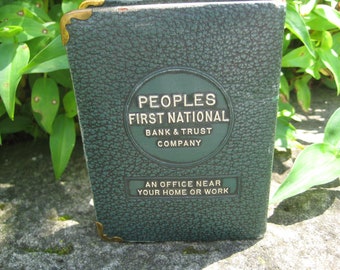 PEOPLES
FIRST NATIONAL
BANK & TRUST
COMPANY
AN OFFICE NEAR
YOUR HOME OR WORK